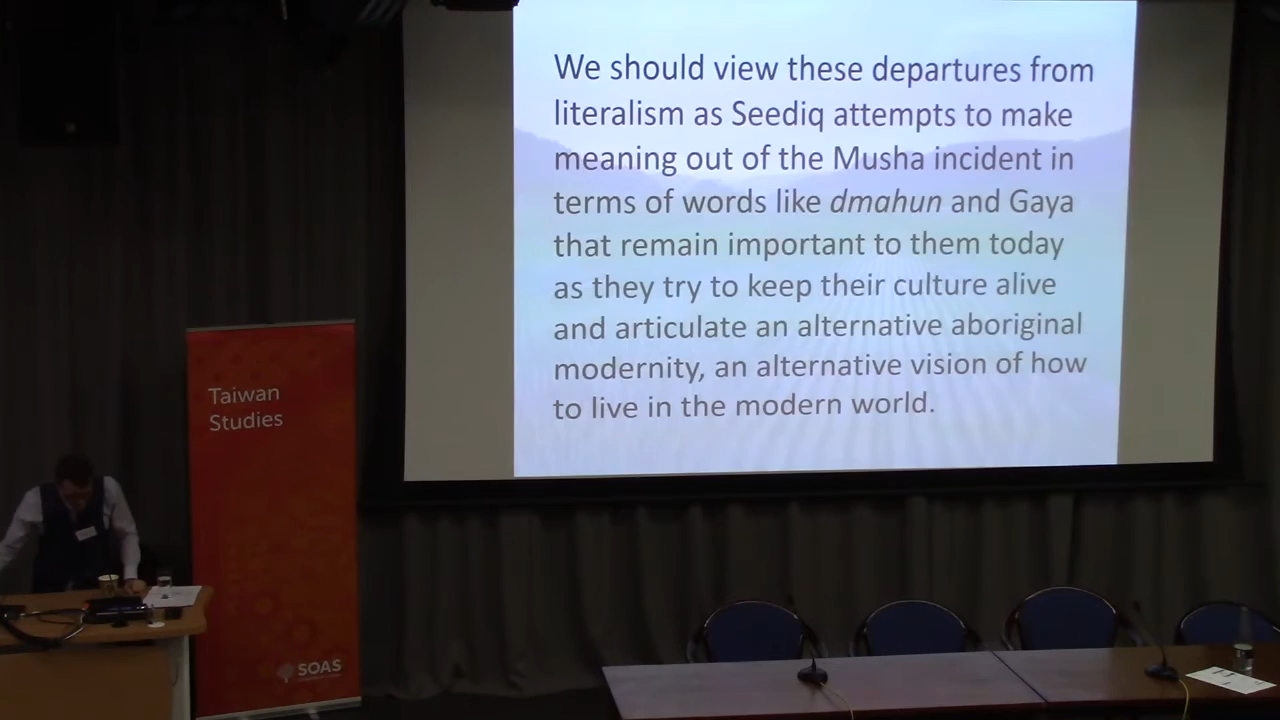 We should view these departures from
literalism as Seediq attempts to make
meaning out of the Musha incident in
terms of words like dmahun and Gaya
that remain important to them today
as they try to keep their culture alive
and articulate an alternative aboriginal
modernity, an alternative vision of how
to live in the modern world.
Taiwan
Studies
SOAS